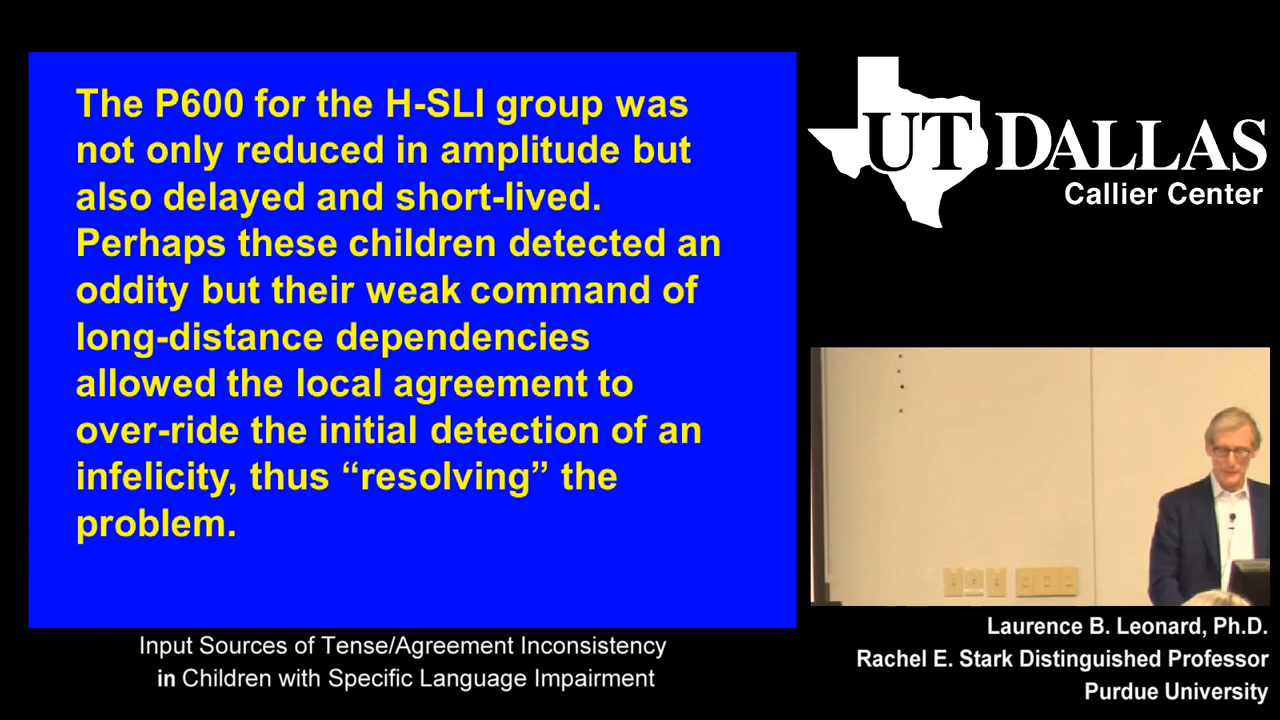 The P600 for the H-SLI group was
not only reduced in amplitude but
also delayed and short-lived.
Perhaps these children detected an
oddity but their weak command of
long-distance dependencies
allowed the local agreement to
over-ride the initial detection of an
infelicity, thus “resolving” the
problem.
UT DALLAS
Callier Center
Input Sources of Tense/Agreement Inconsistency
in Children with Specific Language Impairment
Laurence B. Leonard, Ph.D.
Rachel E. Stark Distinguished Professor
Purdue University